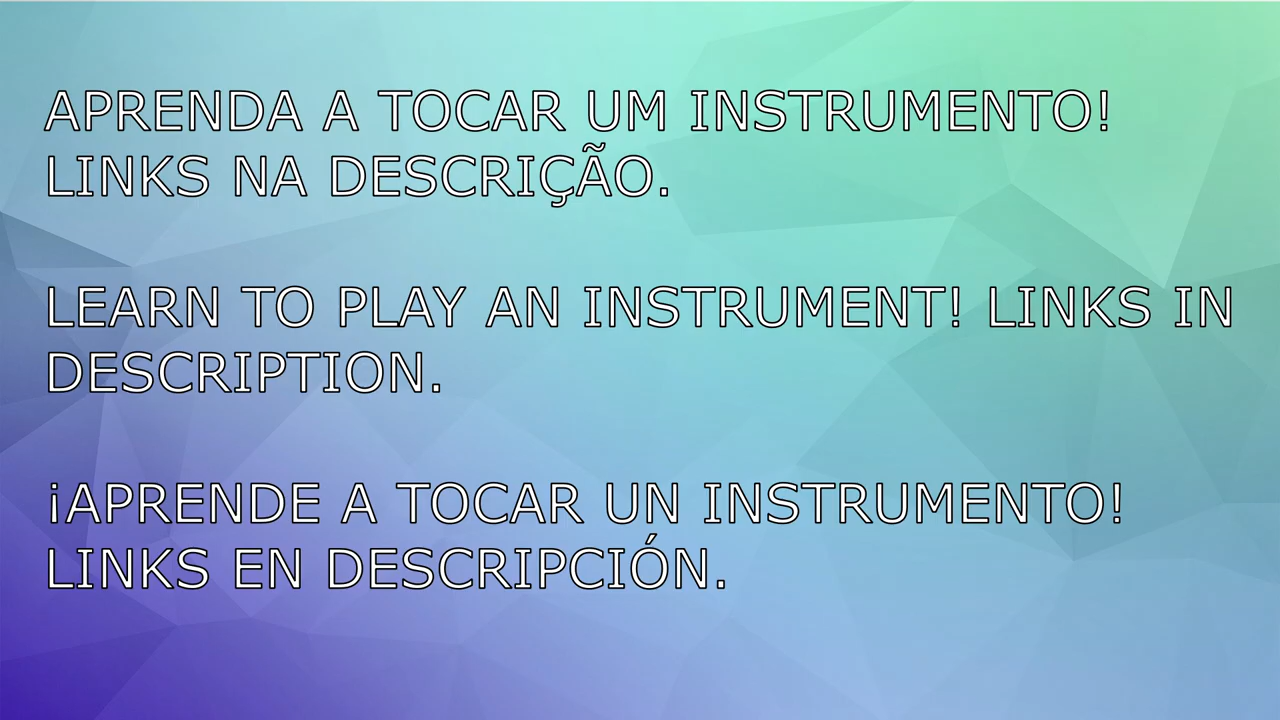 APRENDA A TOCAR UM INSTRUMENTO!
LINKS NA DESCRIÇÃO.
LEARN TO PLAY AN INSTRUMENT! LINKS IN
DESCRIPTION.
¡APRENDE A TOCAR UN INSTRUMENTO!
LINKS EN DESCRIPCIÓN.